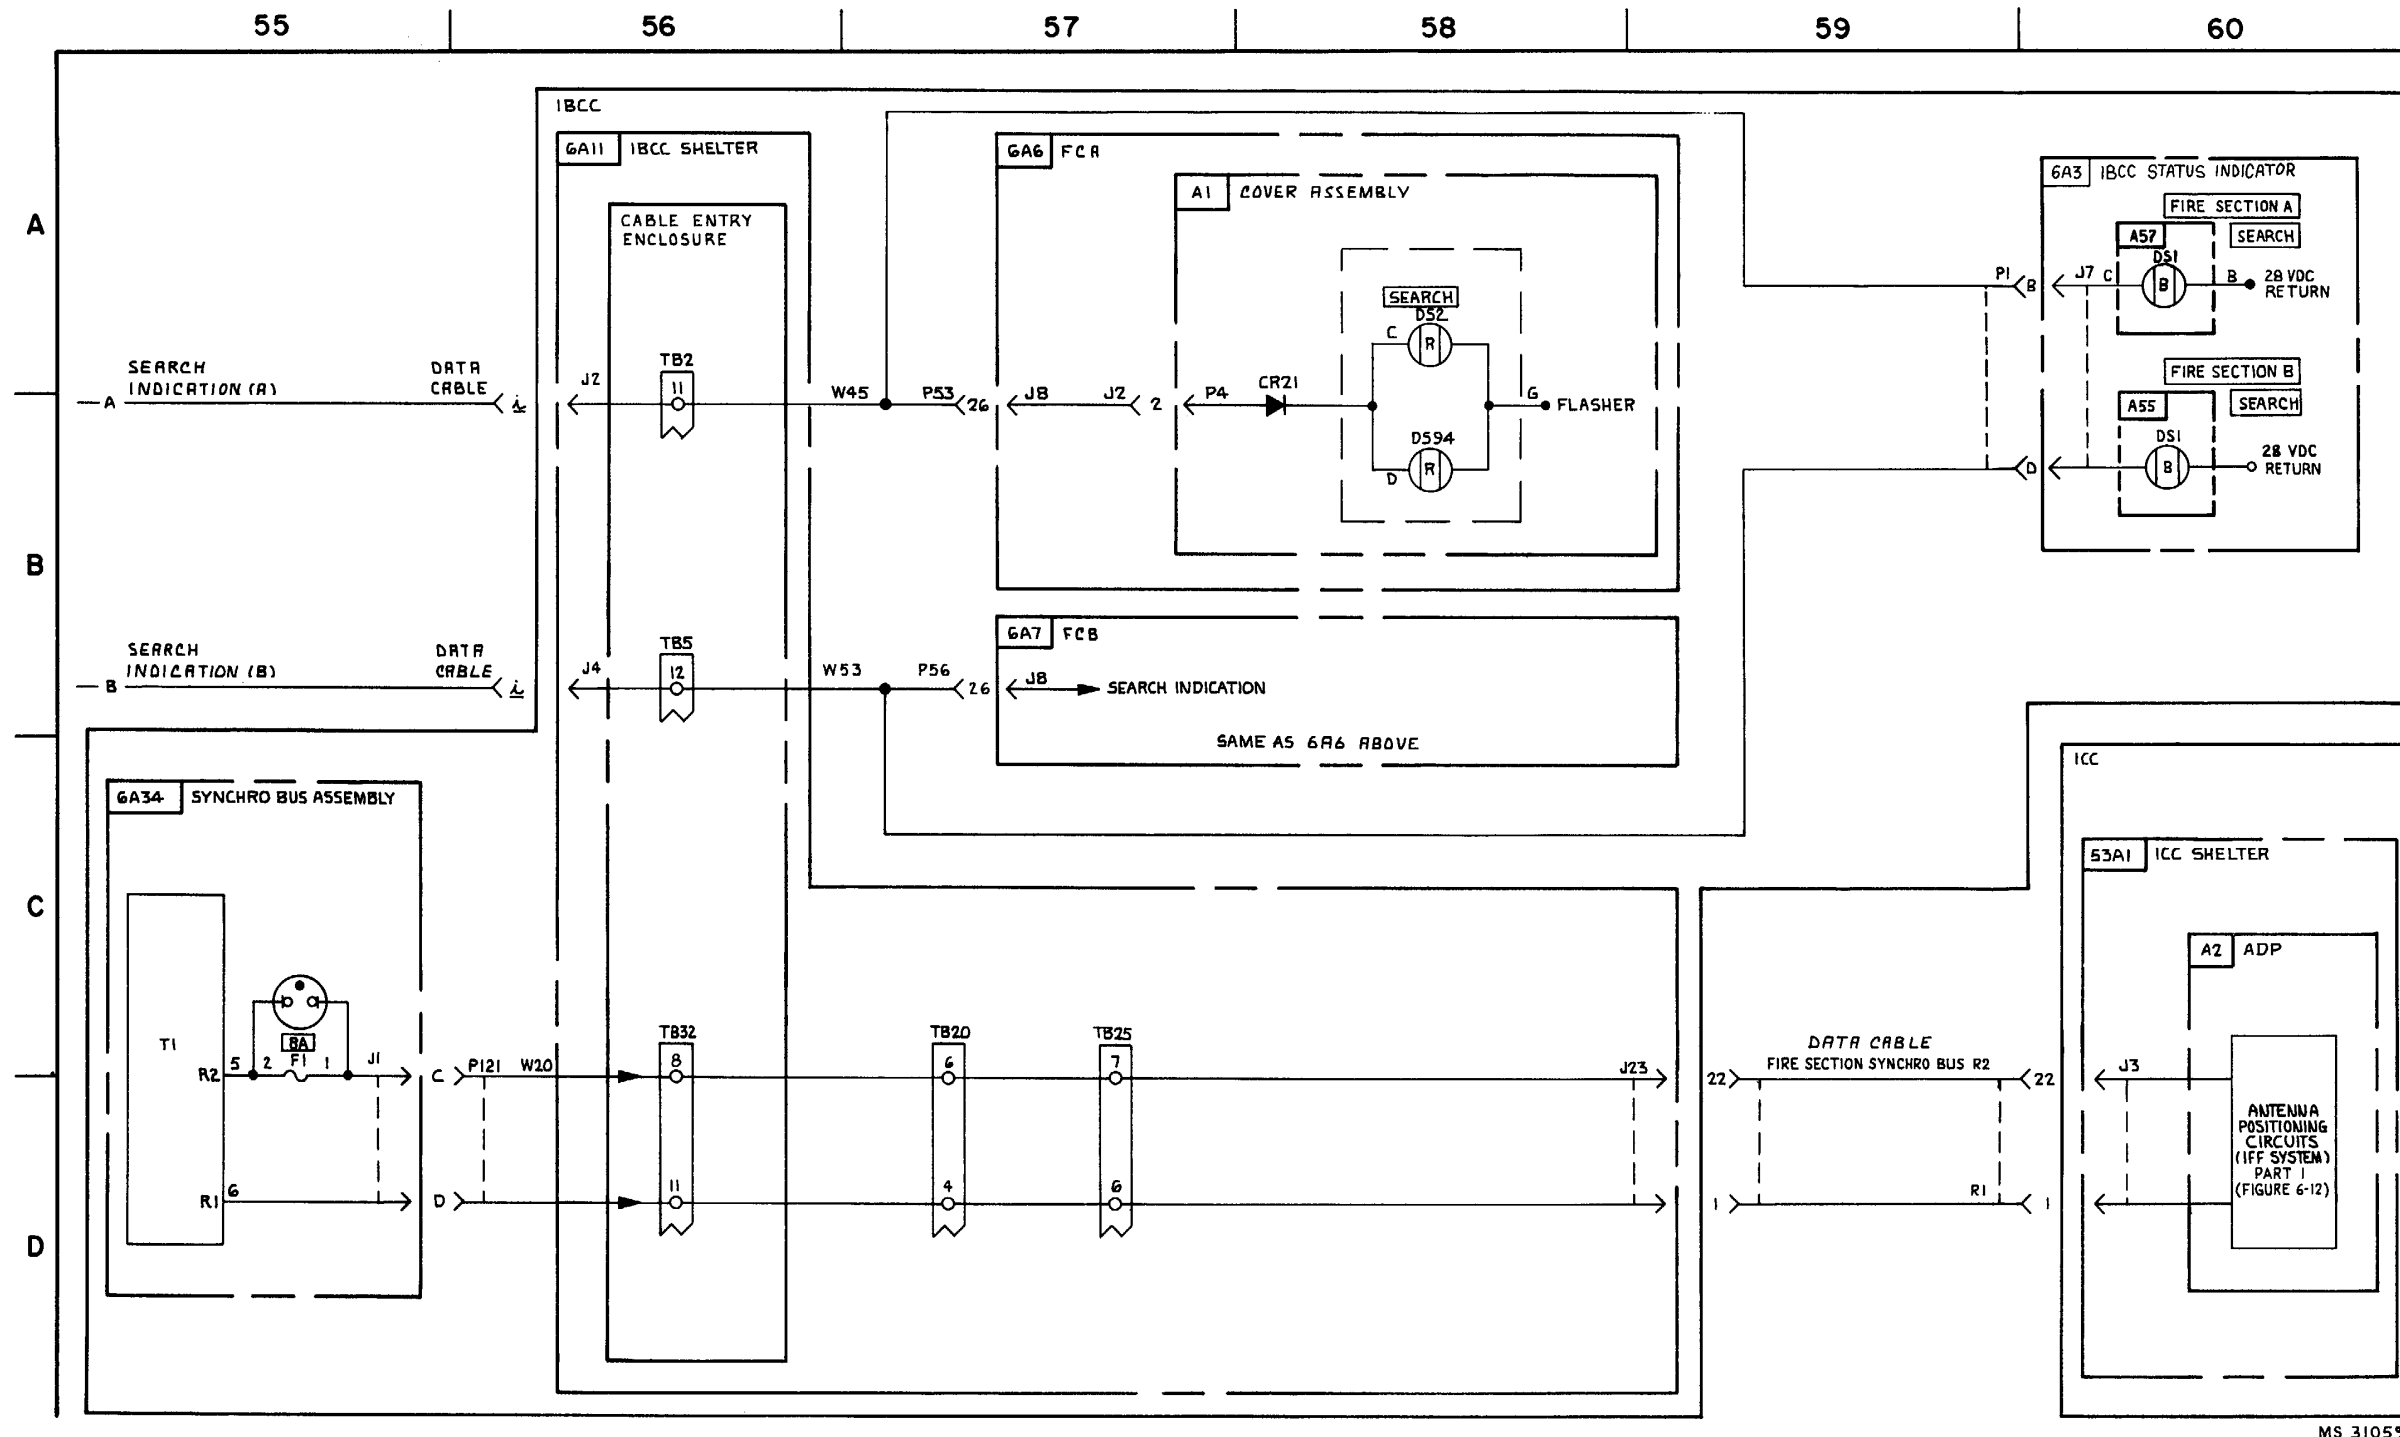 55 56 57 58 59 60
A
B
C
D
IBCC
6A11 IBCC SHELTER
CABLE ENTRY
ENCLOSURE
6A6 FCA
A1 COVER ASSEMBLY
SEARCH
DS2
C
R
DS94
D
R
SEARCH
INDICATION (A)
DATA
CABLE
A
i
J2
TB2
11
W45
P53
26
J8
J2
2
P4
CR21
G
FLASHER
6A3 IBCC STATUS INDICATOR
FIRE SECTION A
A57
SEARCH
DS1
P1
B
J7
C
B
B
28 VDC
RETURN
FIRE SECTION B
A55
SEARCH
DS1
D
B
28 VDC
RETURN
SEARCH
INDICATION (B)
DATA
CABLE
B
i
J4
TB5
12
W53
P56
26
6A7 FCB
J8
SEARCH INDICATION
SAME AS 6A6 ABOVE
6A34 SYNCHRO BUS ASSEMBLY
T1
8A
R2
5
2
F1
1
J1
C
P121
W20
TB32
8
TB20
6
TB25
7
J23
22
DATA CABLE
FIRE SECTION SYNCHRO BUS R2
22
J3
R1
6
D
11
4
6
1
R1
1
ICC
53A1 ICC SHELTER
A2 ADP
ANTENNA
POSITIONING
CIRCUITS
(IFF SYSTEM)
PART 1
(FIGURE 6-12)